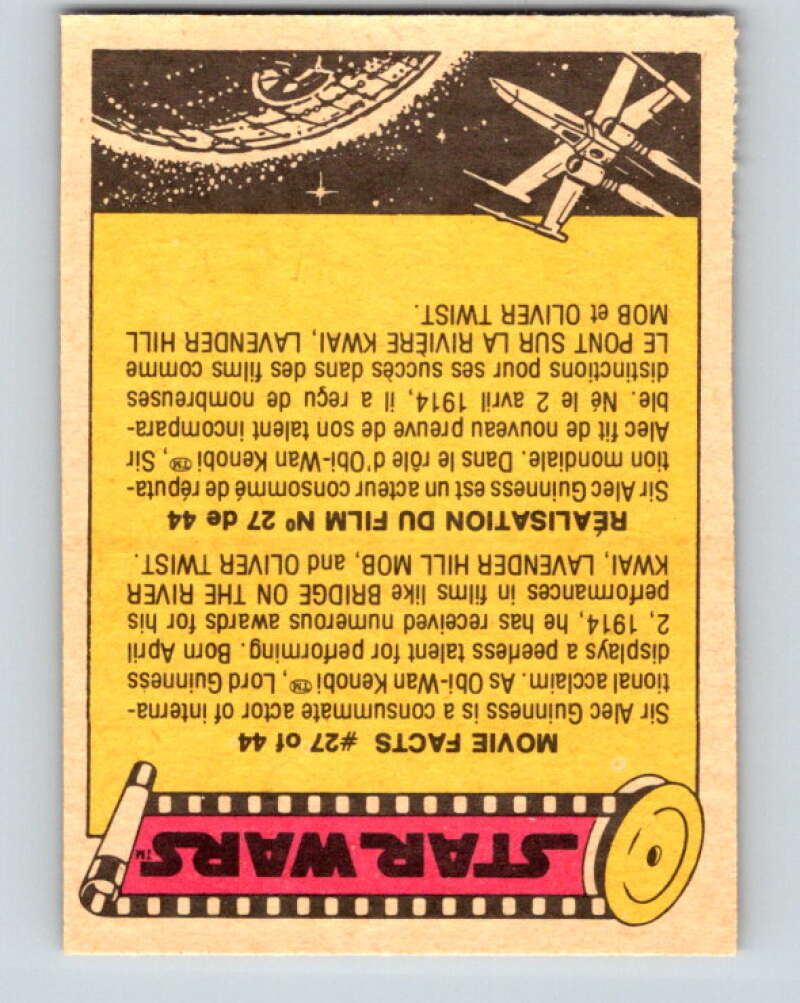 STAR WARS™
MOVIE FACTS #27 of 44
Sir Alec Guinness is a consummate actor of interna-
tional acclaim. As Obi-Wan Kenobi™®, Lord Guinness
displays a peerless talent for performing. Born April
2, 1914, he has received numerous awards for his
performances in films like BRIDGE ON THE RIVER
KWAI, LAVENDER HILL MOB, and OLIVER TWIST.
RÉALISATION DU FILM Nº 27 de 44
Sir Alec Guinness est un acteur consommé de réputa-
tion mondiale. Dans le rôle d'Obi-Wan Kenobi™®, Sir
Alec fit de nouveau preuve de son talent incompara-
ble. Né le 2 avril 1914, il a reçu de nombreuses
distinctions pour ses succès dans des films comme
LE PONT SUR LA RIVIÈRE KWAI, LAVENDER HILL
MOB et OLIVER TWIST.